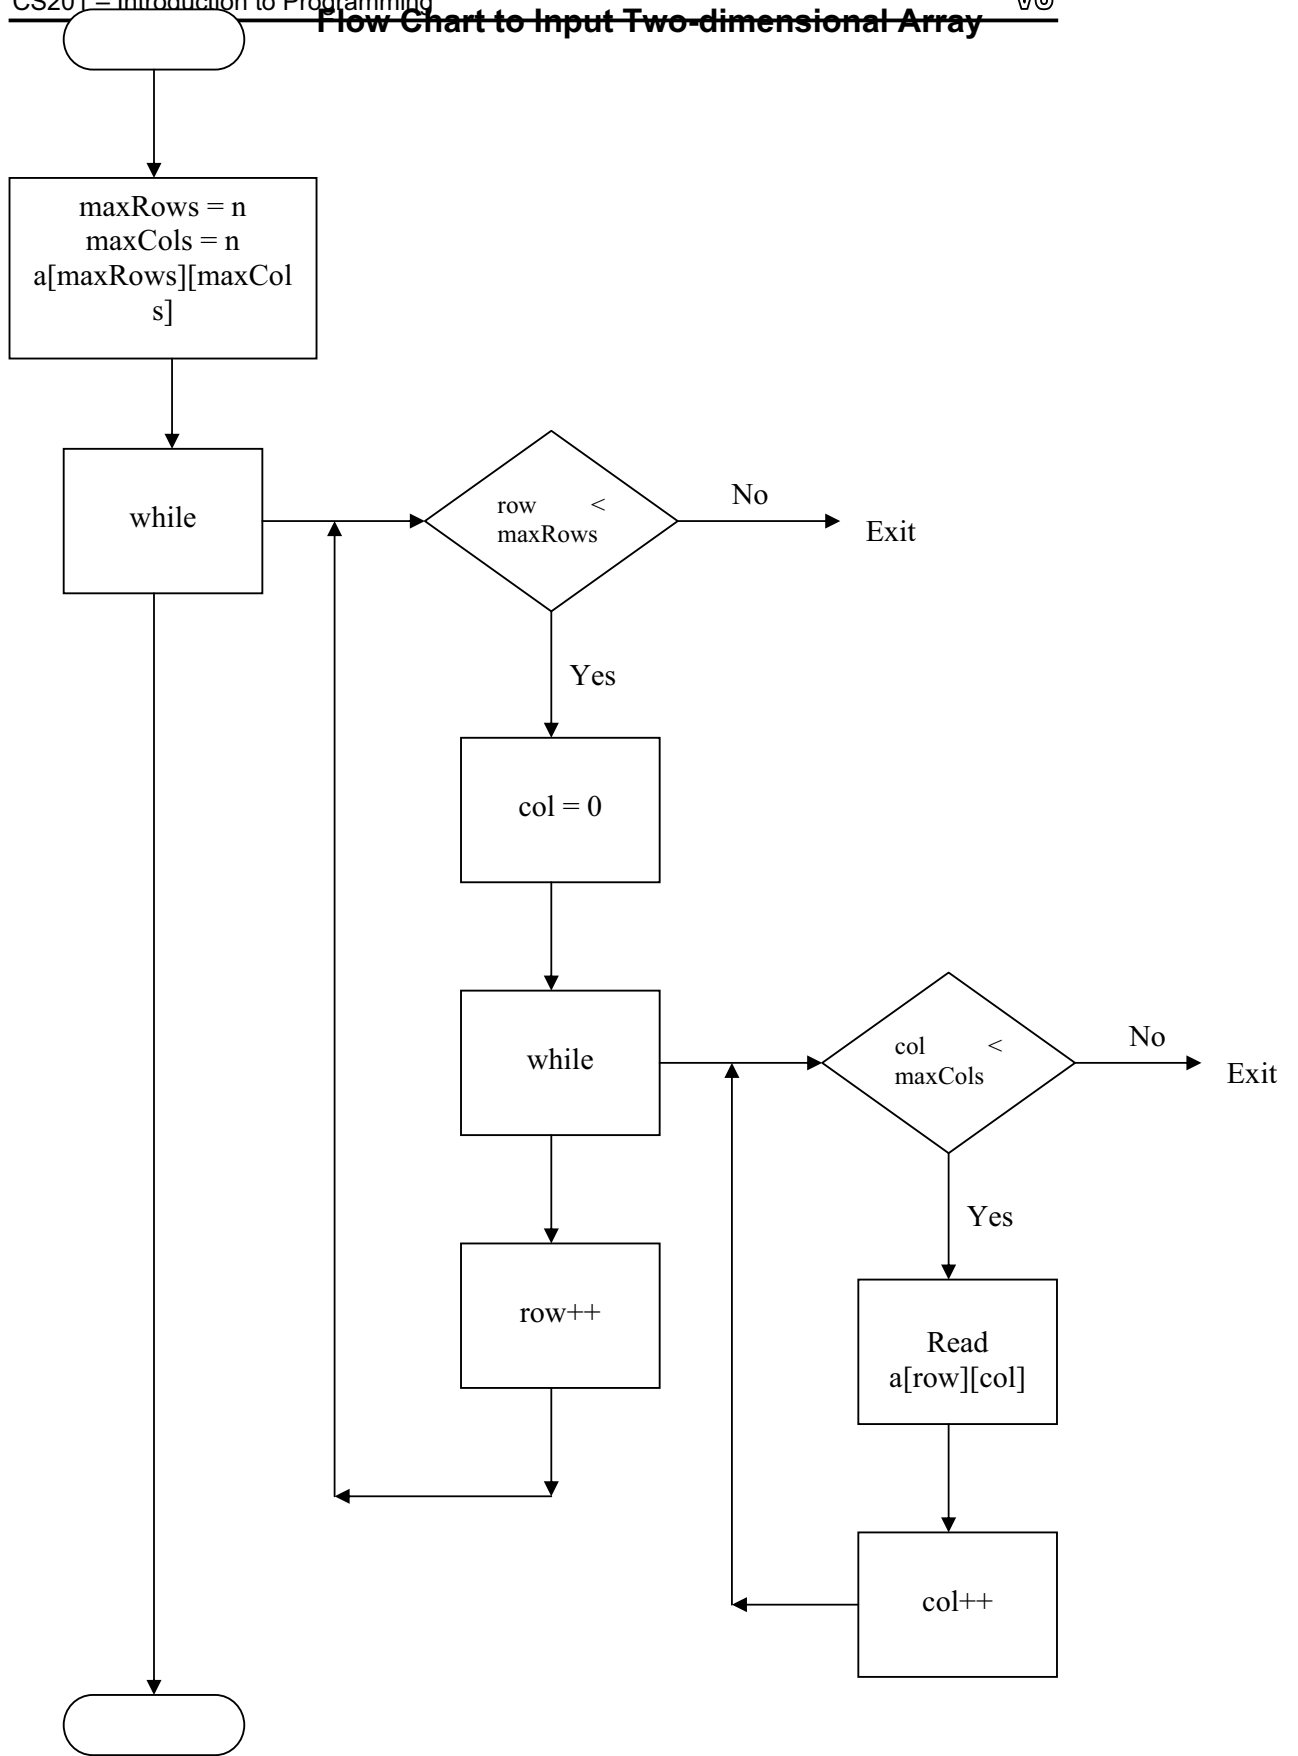 CS201 – Introduction to Programming
Flow Chart to Input Two-dimensional Array
maxRows = n
maxCols = n
a[maxRows][maxCol
s]
while
row <
maxRows
No
Exit
Yes
col = 0
while
col <
maxCols
No
Exit
Yes
row++
Read
a[row][col]
col++